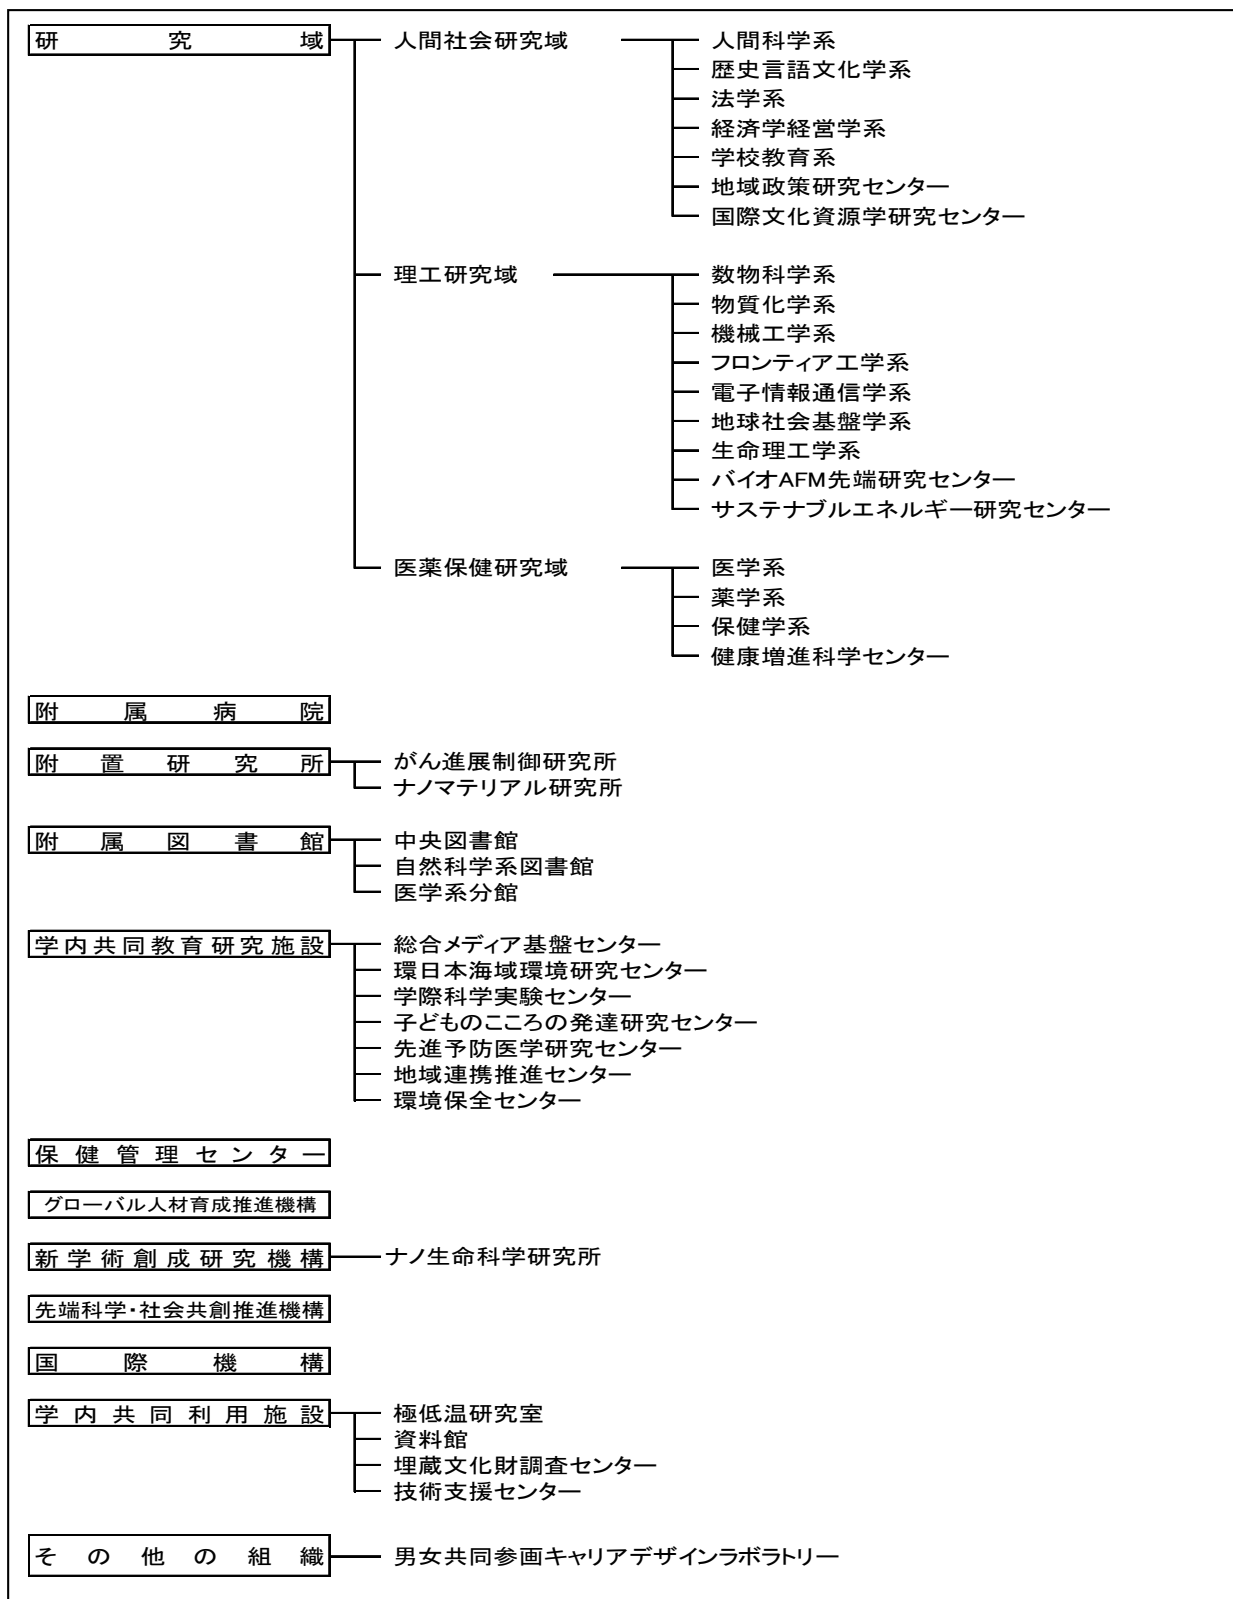 研究域 人間社会研究域 人間科学系
歴史言語文化学系
法学系
経済学経営学系
学校教育系
地域政策研究センター
国際文化資源学研究センター
理工研究域 数物科学系
物質化学系
機械工学系
フロンティア工学系
電子情報通信学系
地球社会基盤学系
生命理工学系
バイオAFM先端研究センター
サステナブルエネルギー研究センター
医薬保健研究域 医学系
薬学系
保健学系
健康増進科学センター
附属病院
附置研究所 がん進展制御研究所
ナノマテリアル研究所
附属図書館 中央図書館
自然科学系図書館
医学系分館
学内共同教育研究施設 総合メディア基盤センター
環日本海域環境研究センター
学際科学実験センター
子どものこころの発達研究センター
先進予防医学研究センター
地域連携推進センター
環境保全センター
保健管理センター
グローバル人材育成推進機構
新学術創成研究機構 ナノ生命科学研究所
先端科学・社会共創推進機構
国際機構
学内共同利用施設 極低温研究室
資料館
埋蔵文化財調査センター
技術支援センター
その他の組織 男女共同参画キャリアデザインラボラトリー